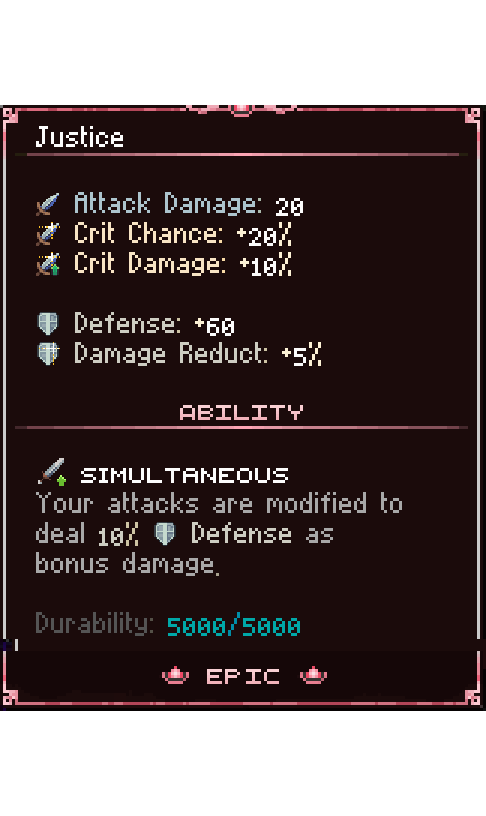 Justice
Attack Damage: 20
Crit Chance: +20%
Crit Damage: +10%
Defense: +60
Damage Reduct: +5%
ABILITY
SIMULTANEOUS
Your attacks are modified to
deal 10% Defense as
bonus damage.
Durability: 5000/5000
EPIC